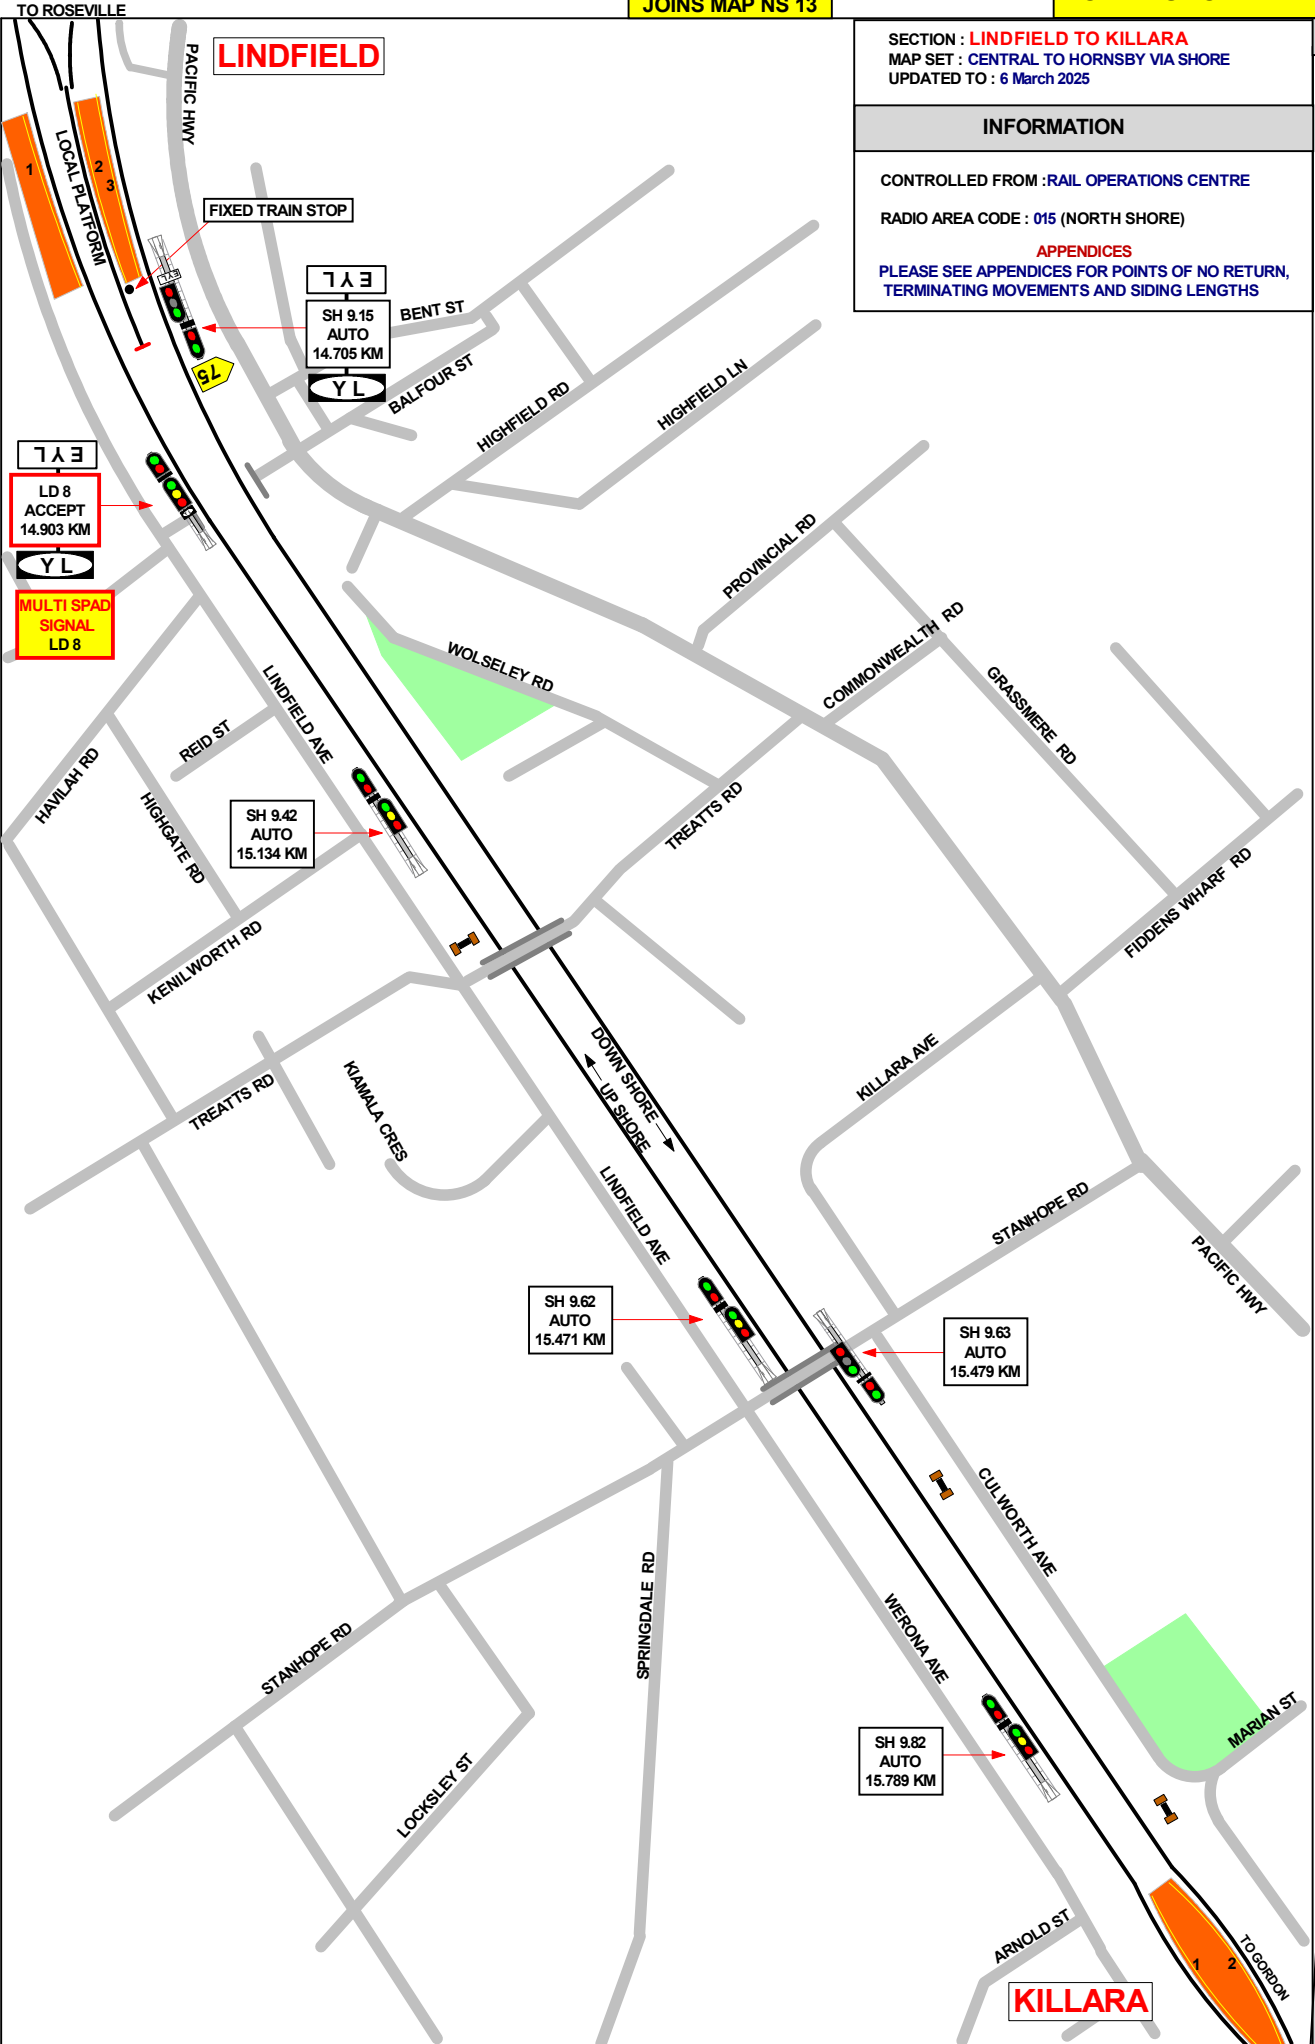 TO ROSEVILLE
JOINS MAP NS 13
LINDFIELD
SECTION : LINDFIELD TO KILLARA
MAP SET : CENTRAL TO HORNSBY VIA SHORE
UPDATED TO : 6 March 2025
INFORMATION
CONTROLLED FROM :RAIL OPERATIONS CENTRE
RADIO AREA CODE : 015 (NORTH SHORE)
APPENDICES
PLEASE SEE APPENDICES FOR POINTS OF NO RETURN,
TERMINATING MOVEMENTS AND SIDING LENGTHS
PACIFIC HWY
1
LOCAL PLATFORM
2
3
FIXED TRAIN STOP
EYL
EYL
SH 9.15
AUTO
14.705 KM
YL
75
BENT ST
BALFOUR ST
HIGHFIELD RD
HIGHFIELD LN
EYL
LD 8
ACCEPT
14.903 KM
YL
MULTI SPAD
SIGNAL
LD 8
PROVINCIAL RD
COMMONWEALTH RD
GRASSMERE RD
WOLSELEY RD
LINDFIELD AVE
REID ST
HAVILAH RD
HIGHGATE RD
SH 9.42
AUTO
15.134 KM
TREATTS RD
FIDDENS WHARF RD
KENILWORTH RD
DOWN SHORE
UP SHORE
KILLARA AVE
TREATTS RD
KIAMALA CRES
LINDFIELD AVE
STANHOPE RD
PACIFIC HWY
SH 9.62
AUTO
15.471 KM
SH 9.63
AUTO
15.479 KM
CULWORTH AVE
SPRINGDALE RD
WERONA AVE
STANHOPE RD
MARIAN ST
SH 9.82
AUTO
15.789 KM
LOCKSLEY ST
ARNOLD ST
1
2
TO GORDON
KILLARA